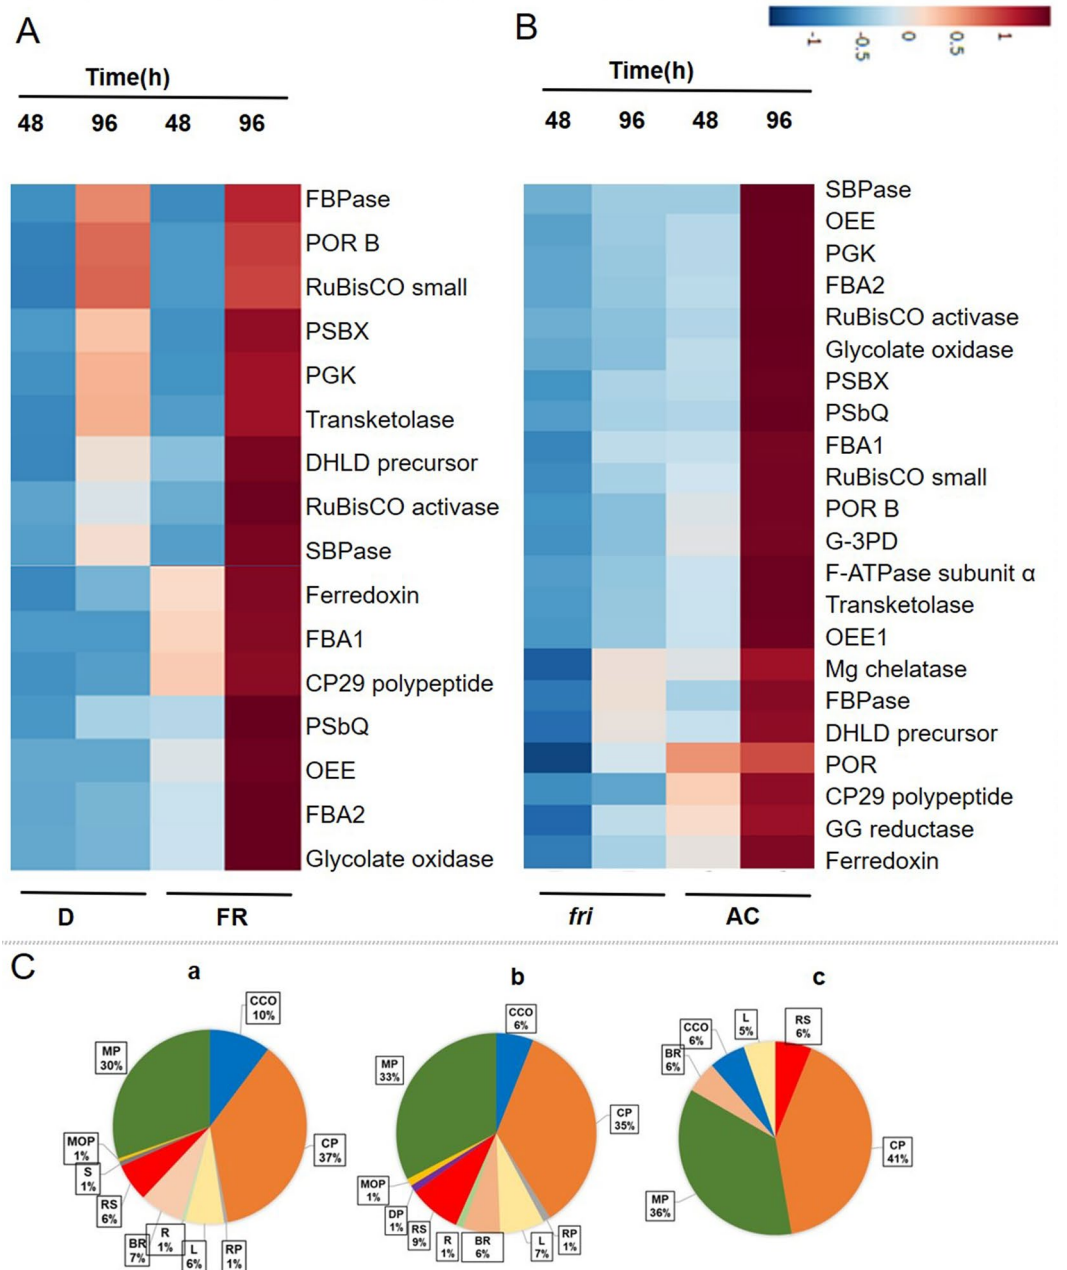 A
B
-1
-0.5
0
0.5
1
Time(h)
48 96 48 96
FBPase
POR B
RuBisCO small
PSBX
PGK
Transketolase
DHLD precursor
RuBisCO activase
SBPase
Ferredoxin
FBA1
CP29 polypeptide
PSbQ
OEE
FBA2
Glycolate oxidase
D FR
Time(h)
48 96 48 96
SBPase
OEE
PGK
FBA2
RuBisCO activase
Glycolate oxidase
PSBX
PSbQ
FBA1
RuBisCO small
POR B
G-3PD
F-ATPase subunit α
Transketolase
OEE1
Mg chelatase
FBPase
DHLD precursor
POR
CP29 polypeptide
GG reductase
Ferredoxin
fri AC
C
a
CCO
10%
CP
37%
RP
1%
L
6%
R
1%
BR
7%
RS
6%
S
1%
MOP
1%
MP
30%
b
CCO
6%
CP
35%
RP
1%
L
7%
BR
6%
R
1%
RS
9%
DP
1%
MOP
1%
MP
33%
c
RS
6%
CP
41%
MP
36%
BR
6%
CCO
6%
L
5%